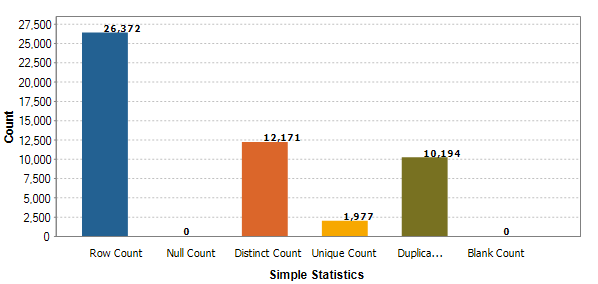 27,500
25,000
22,500
20,000
17,500
15,000
12,500
10,000
7,500
5,000
2,500
0
Count
26,372
0
12,171
1,977
10,194
0
Row Count
Null Count
Distinct Count
Unique Count
Duplica...
Blank Count
Simple Statistics